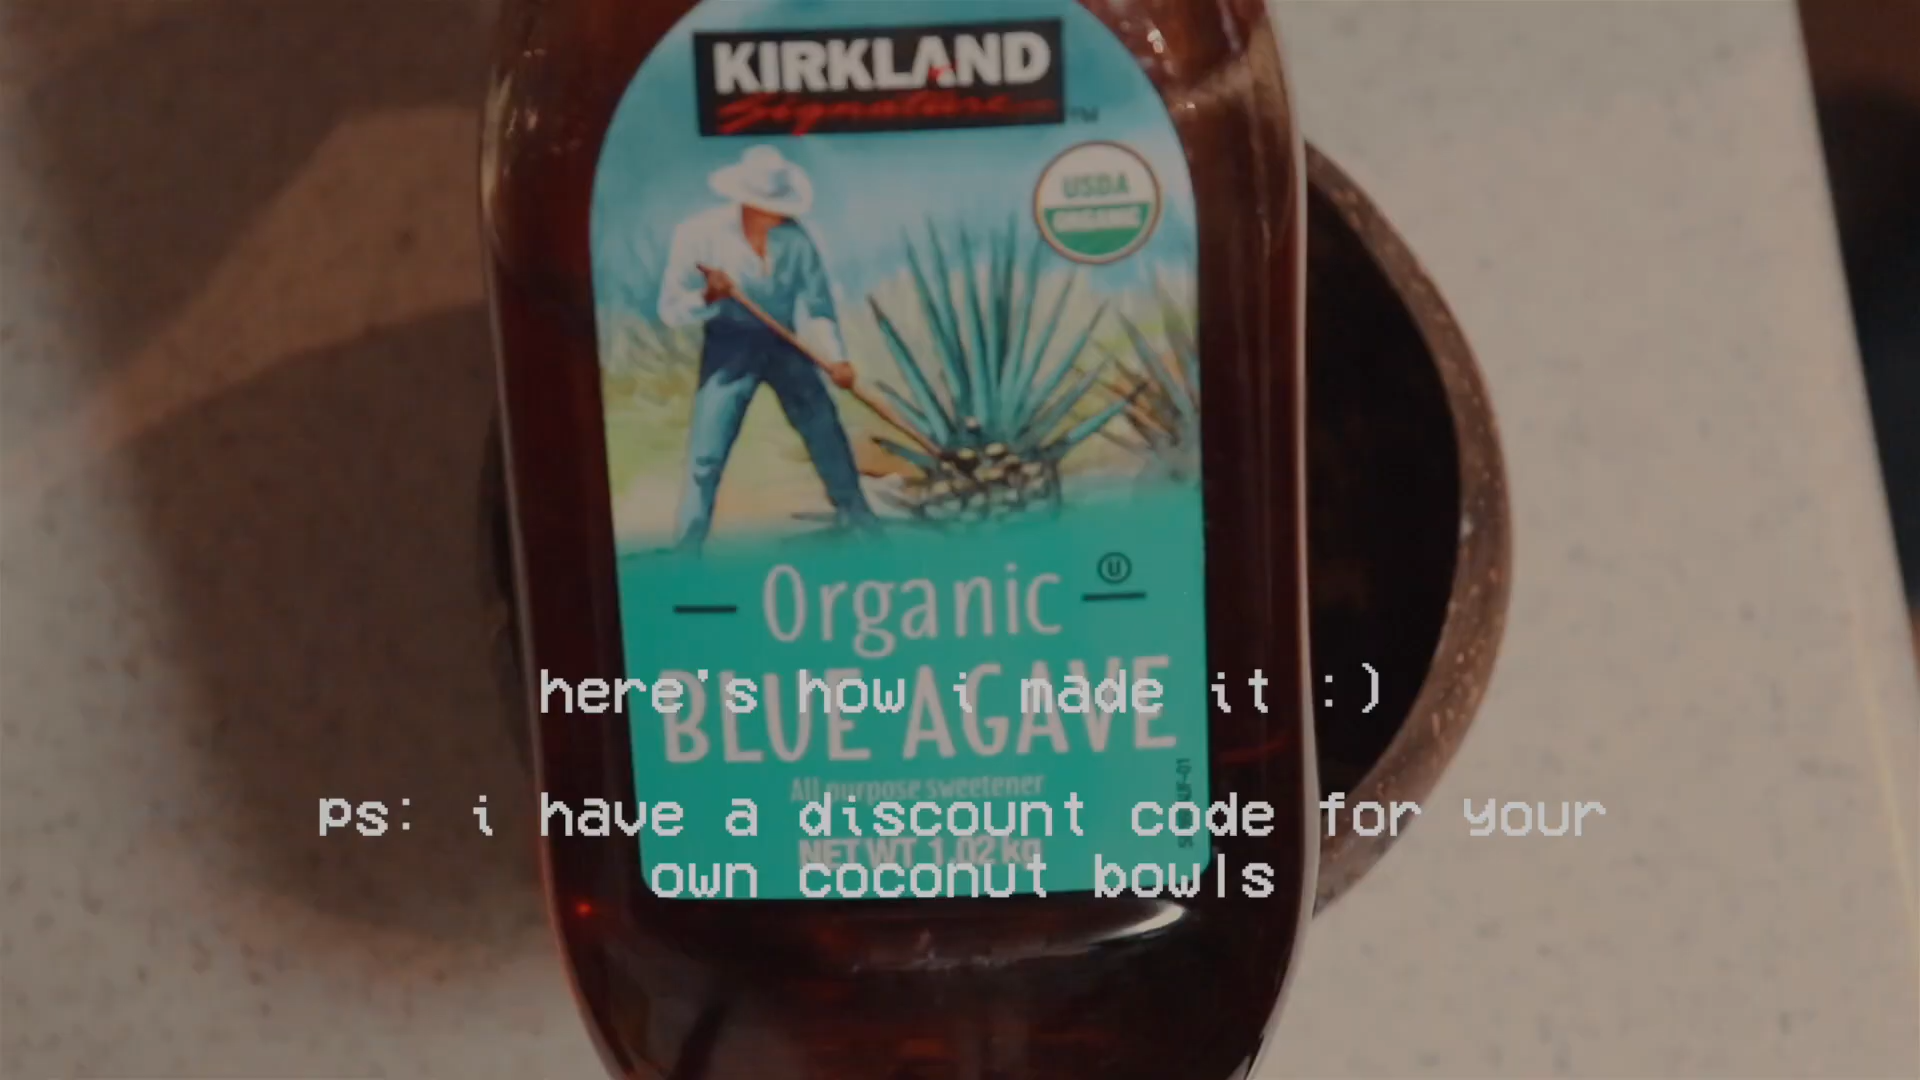 KIRKLAND
Signature
TM
USDA
ORGANIC
Organic
U
BLUE AGAVE
here's how i made it :)
All purpose sweetener
ps: i have a discount code for your
NET WT 1.02 kg
own coconut bowls